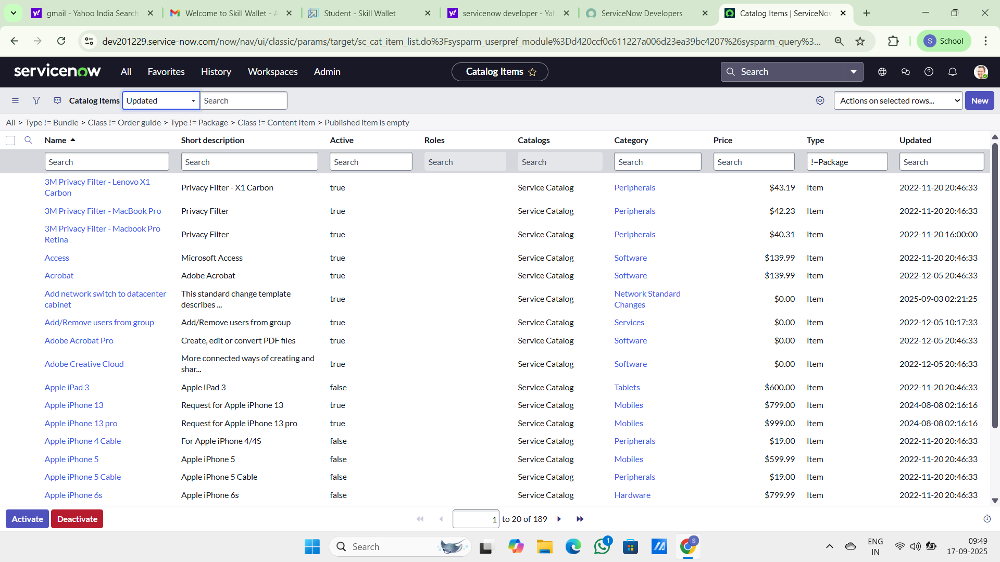 gmail - Yahoo India Search
Welcome to Skill Wallet - A
Student - Skill Wallet
servicenow developer - Yah
ServiceNow Developers
Catalog Items | ServiceNow
dev201229.service-now.com/now/nav/ui/classic/params/target/sc_cat_item_list.do%3Fsysparm_userpref_module%3Dd420ccf0c611227a006d23ea39bc4207%26sysparm_query%3...
S School
servicenow All Favorites History Workspaces Admin Catalog Items Search
Catalog Items Updated Search Actions on selected rows... New
All > Type != Bundle > Class != Order guide > Type != Package > Class != Content Item > Published item is empty
Name Short description Active Roles Catalogs Category Price Type Updated
Search Search Search Search Search Search Search !=Package Search
3M Privacy Filter - Lenovo X1 Carbon Privacy Filter - X1 Carbon true Service Catalog Peripherals $43.19 Item 2022-11-20 20:46:33
3M Privacy Filter - MacBook Pro Privacy Filter true Service Catalog Peripherals $42.23 Item 2022-11-20 20:46:33
3M Privacy Filter - Macbook Pro Retina Privacy Filter true Service Catalog Peripherals $40.31 Item 2022-11-20 16:00:00
Access Microsoft Access true Service Catalog Software $139.99 Item 2022-11-20 20:46:33
Acrobat Adobe Acrobat true Service Catalog Software $139.99 Item 2022-12-05 20:46:33
Add network switch to datacenter cabinet This standard change template describes ... true Service Catalog Network Standard Changes $0.00 Item 2025-09-03 02:21:25
Add/Remove users from group Add/Remove users from group true Service Catalog Services $0.00 Item 2022-12-05 10:17:33
Adobe Acrobat Pro Create, edit or convert PDF files true Service Catalog Software $0.00 Item 2022-12-05 20:46:33
Adobe Creative Cloud More connected ways of creating and shar... true Service Catalog Software $0.00 Item 2022-12-05 20:46:33
Apple iPad 3 Apple iPad 3 false Service Catalog Tablets $600.00 Item 2022-11-20 20:46:33
Apple iPhone 13 Request for Apple iPhone 13 true Service Catalog Mobiles $799.00 Item 2024-08-08 02:16:16
Apple iPhone 13 pro Request for Apple iPhone 13 pro true Service Catalog Mobiles $999.00 Item 2024-08-08 02:16:16
Apple iPhone 4 Cable For Apple iPhone 4/4S false Service Catalog Peripherals $19.00 Item 2022-11-20 20:46:33
Apple iPhone 5 Apple iPhone 5 false Service Catalog Mobiles $599.99 Item 2022-11-20 20:46:33
Apple iPhone 5 Cable Apple iPhone 5 Cable false Service Catalog Peripherals $19.00 Item 2022-11-20 20:46:33
Apple iPhone 6s Apple iPhone 6s false Service Catalog Hardware $799.99 Item 2022-11-20 20:46:33
Activate Deactivate 1 to 20 of 189
Search 1 S ENG IN 09:49
17-09-2025